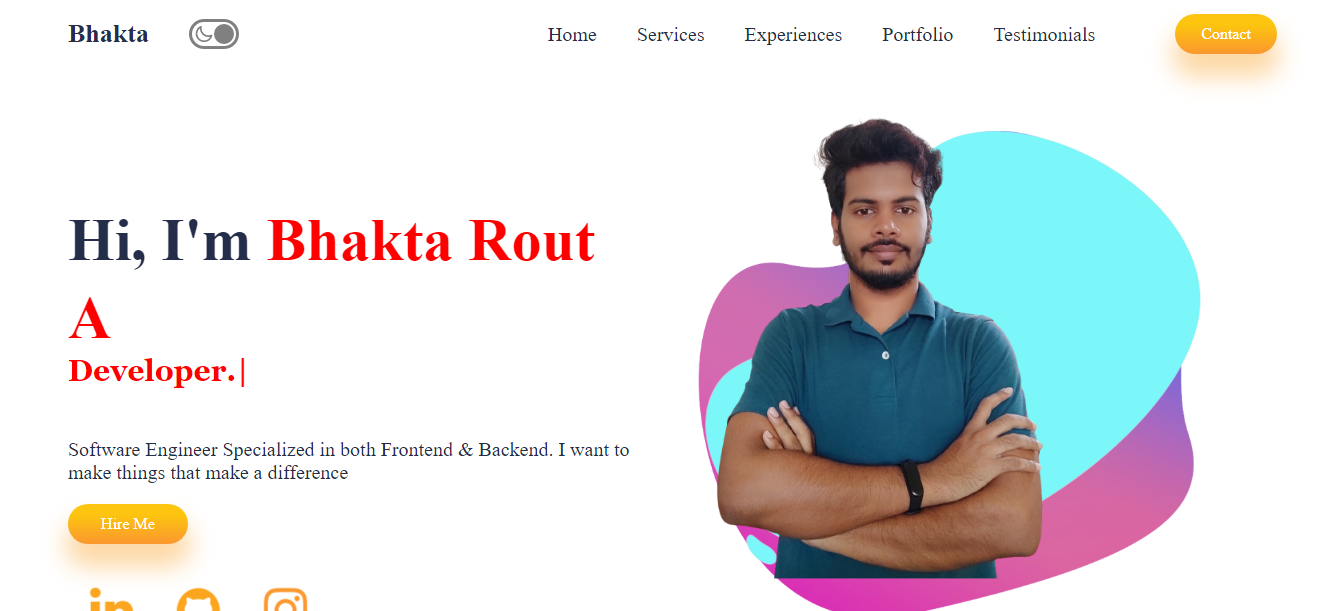 Bhakta
Home Services Experiences Portfolio Testimonials Contact
Hi, I'm Bhakta Rout
A
Developer.|
Software Engineer Specialized in both Frontend & Backend. I want to
make things that make a difference
Hire Me
in